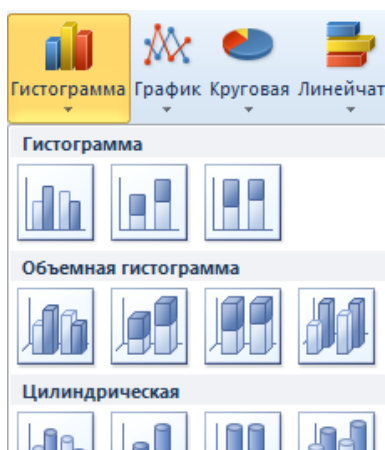 Гистограмма График Круговая Линейчат
Гистограмма
Объемная гистограмма
Цилиндрическая